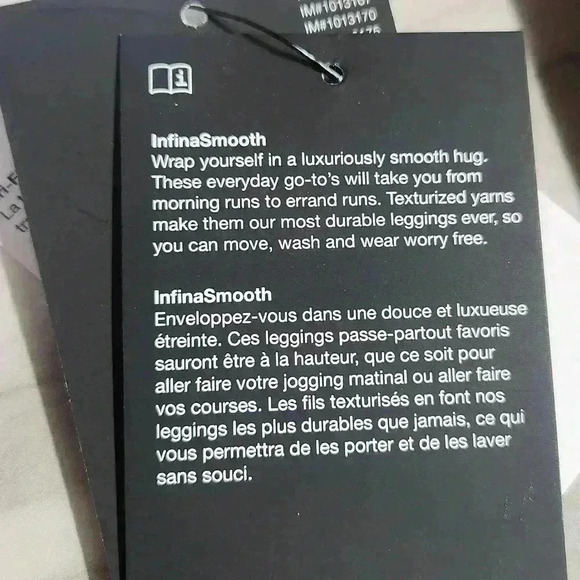 IM#1013167
IM#1013170
InfinaSmooth
Wrap yourself in a luxuriously smooth hug.
These everyday go-to's will take you from
morning runs to errand runs. Texturized yarns
make them our most durable leggings ever, so
you can move, wash and wear worry free.
InfinaSmooth
Enveloppez-vous dans une douce et luxueuse
étreinte. Ces leggings passe-partout favoris
sauront être à la hauteur, que ce soit pour
aller faire votre jogging matinal ou aller faire
vos courses. Les fils texturisés en font nos
leggings les plus durables que jamais, ce qui
vous permettra de les porter et de les laver
sans souci.